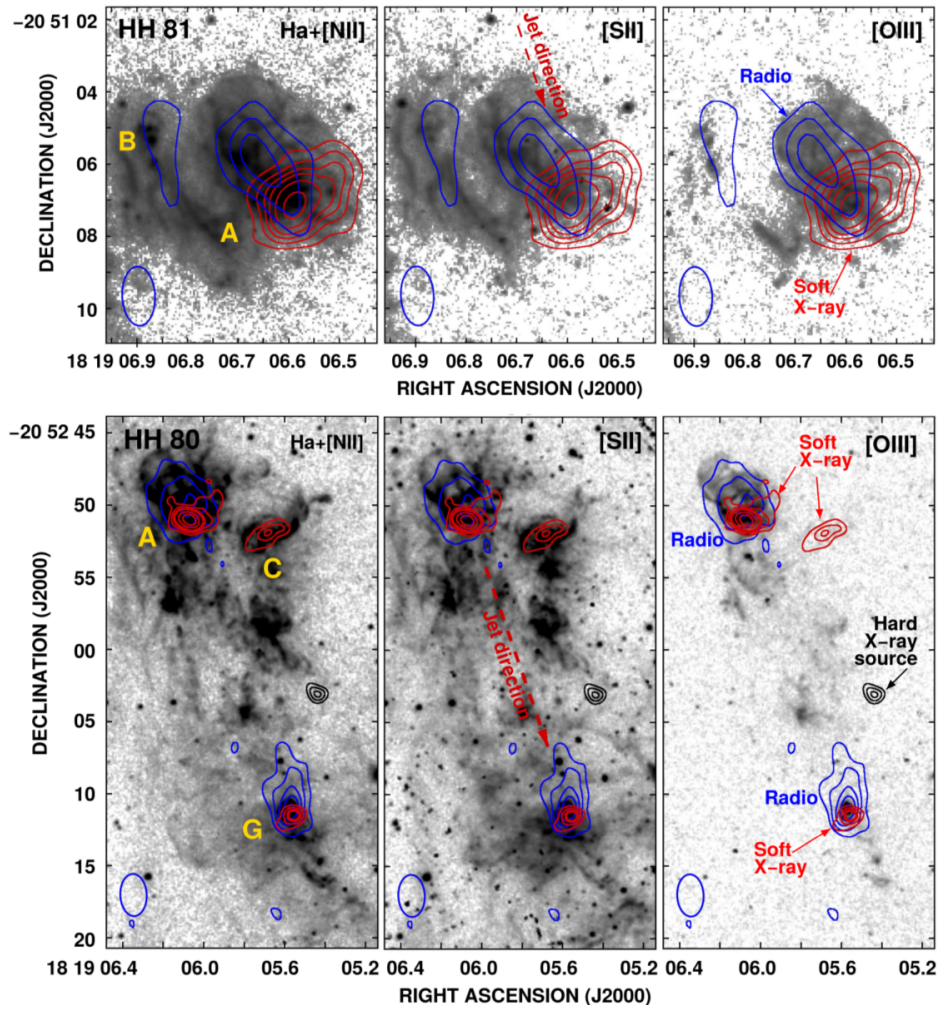 −20 51 02
HH 81
Ha+[NII]
[SII]
[OIII]
Jet direction
Radio
B
A
Soft
X−ray
04
06
08
10
DECLINATION (J2000)
18 19 06.9
06.8
06.7
06.6
06.5
06.9
06.8
06.7
06.6
06.5
06.9
06.8
06.7
06.6
06.5
RIGHT ASCENSION (J2000)
−20 52 45
HH 80
Ha+[NII]
[SII]
[OIII]
Soft
X−ray
A
C
Radio
Jet direction
Hard
X−ray
source
G
Radio
Soft
X−ray
50
55
00
05
10
15
20
DECLINATION (J2000)
18 19 06.4
06.0
05.6
05.2
06.4
06.0
05.6
05.2
06.4
06.0
05.6
05.2
RIGHT ASCENSION (J2000)